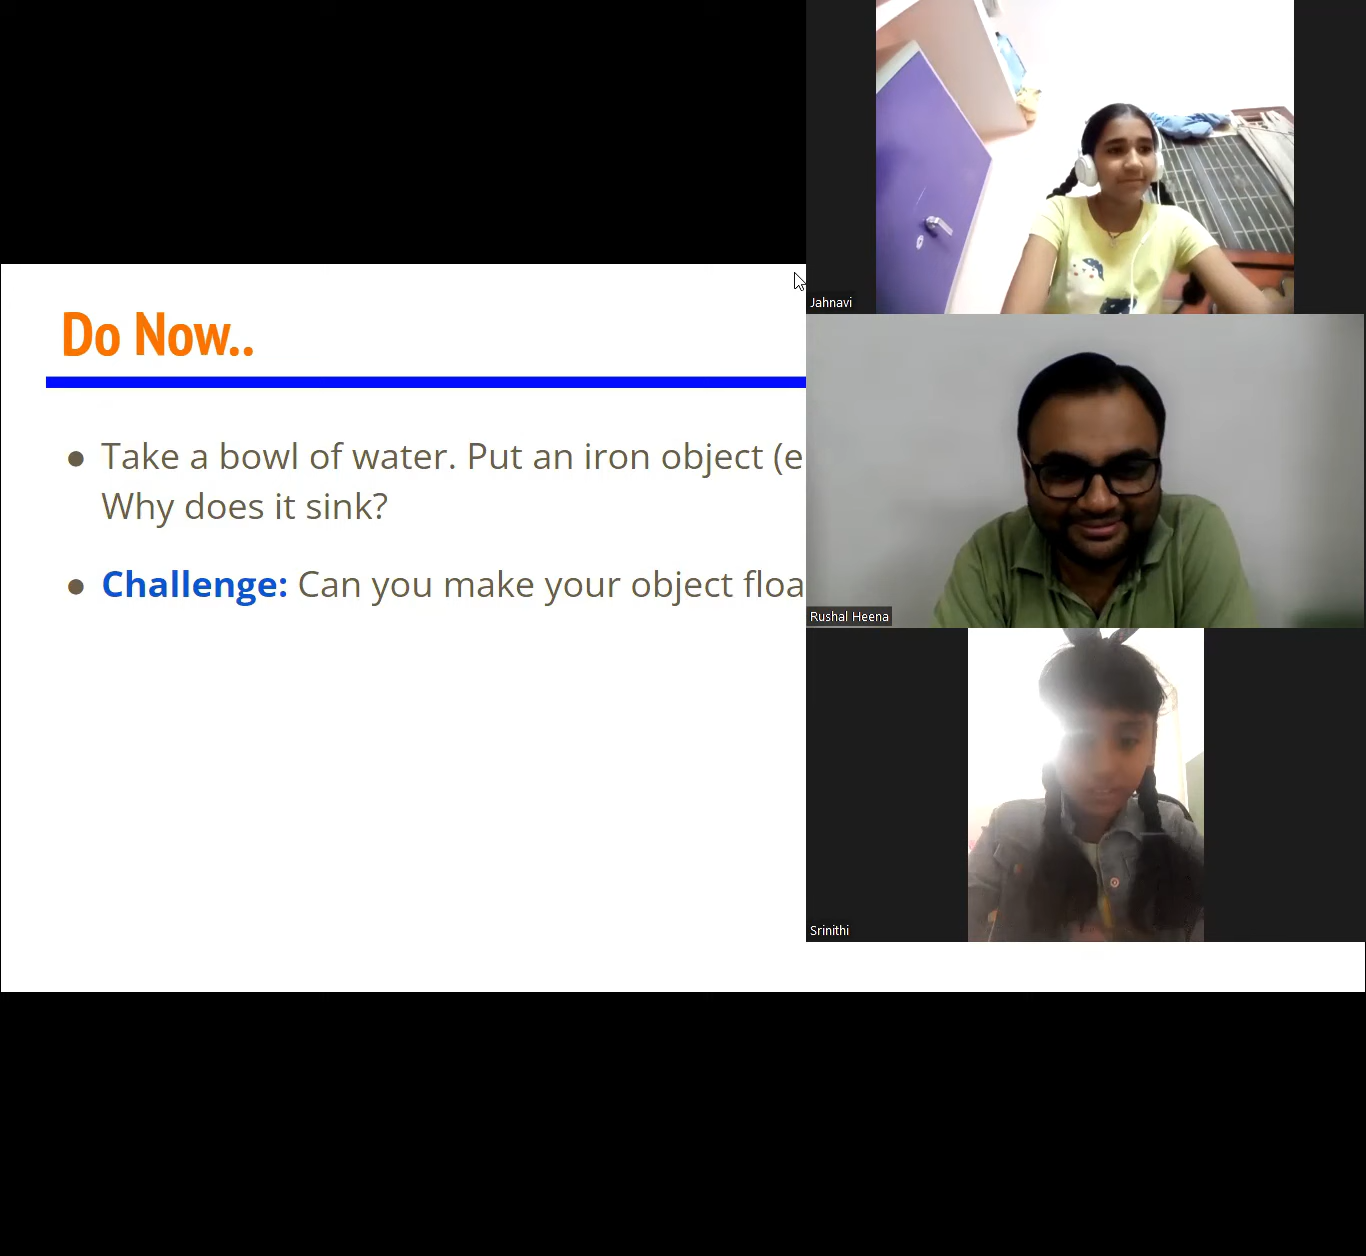 Do Now..
● Take a bowl of water. Put an iron object (e
Why does it sink?
● Challenge: Can you make your object floa
Jahnavi
Rushal Heena
Srinithi